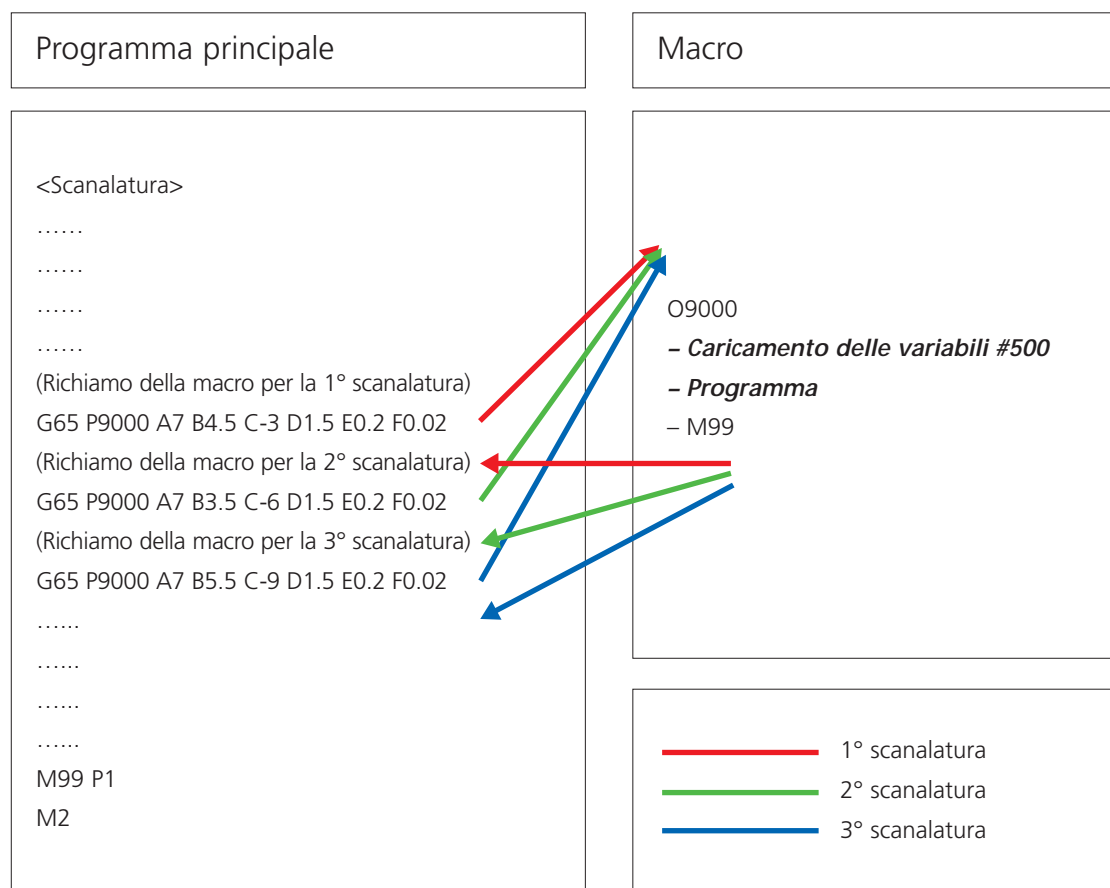 Programma principale
Macro
<Scanalatura>
……
……
……
……
(Richiamo della macro per la 1° scanalatura)
G65 P9000 A7 B4.5 C-3 D1.5 E0.2 F0.02
(Richiamo della macro per la 2° scanalatura)
G65 P9000 A7 B3.5 C-6 D1.5 E0.2 F0.02
(Richiamo della macro per la 3° scanalatura)
G65 P9000 A7 B5.5 C-9 D1.5 E0.2 F0.02
…...
…...
…...
…...
M99 P1
M2
O9000
– Caricamento delle variabili #500
– Programma
– M99
1° scanalatura
2° scanalatura
3° scanalatura